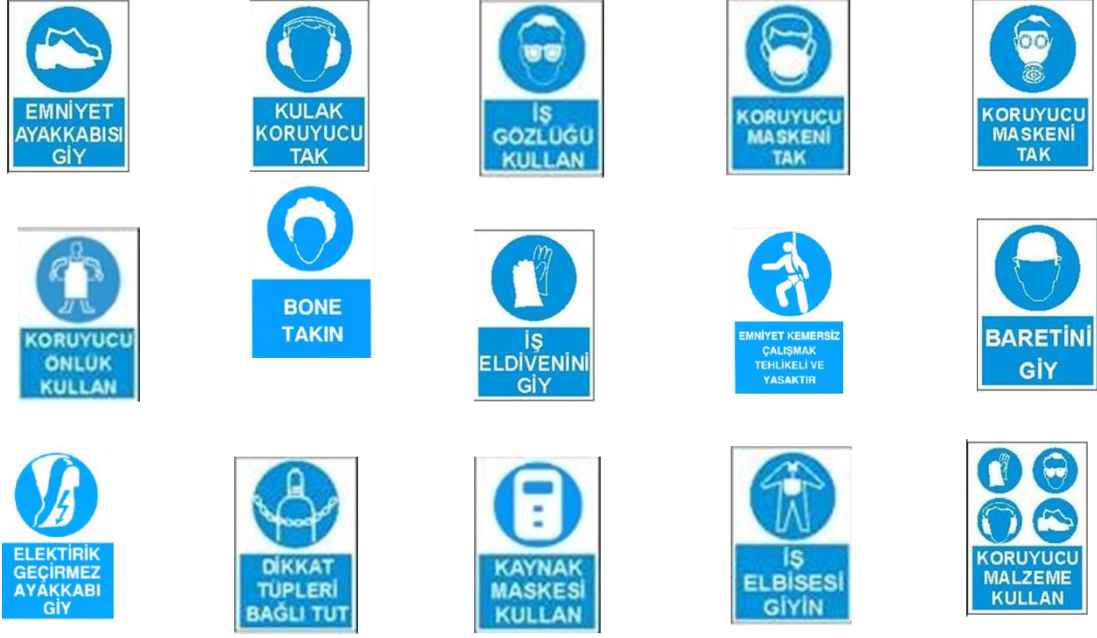 EMNİYET
AYAKKABISI
GİY
KULAK
KORUYUCU
TAK
İŞ
GÖZLÜĞÜ
KULLAN
KORUYUCU
MASKENİ
TAK
KORUYUCU
MASKENİ
TAK
KORUYUCU
ÖNLÜK
KULLAN
BONE
TAKIN
İŞ
ELDİVENİNİ
GİY
EMNİYET KEMERSİZ
ÇALIŞMAK
TEHLİKELİ VE
YASAKTIR
BARETİNİ
GİY
ELEKTİRİK
GEÇİRMEZ
AYAKKABI
GİY
DİKKAT
TÜPLERİ
BAĞLI TUT
KAYNAK
MASKESİ
KULLAN
İŞ
ELBİSESİ
GİYİN
KORUYUCU
MALZEME
KULLAN